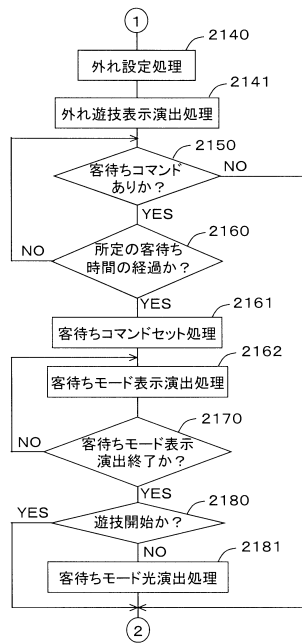 1
2140
外れ設定処理
2141
外れ遊技表示演出処理
2150
客待ちコマンド
ありか?
NO
YES
2160
所定の客待ち
時間の経過か?
NO
YES
2161
客待ちコマンドセット処理
2162
客待ちモード表示演出処理
2170
客待ちモード表示
演出終了か?
NO
YES
2180
遊技開始か?
YES
NO
2181
客待ちモード光演出処理
2